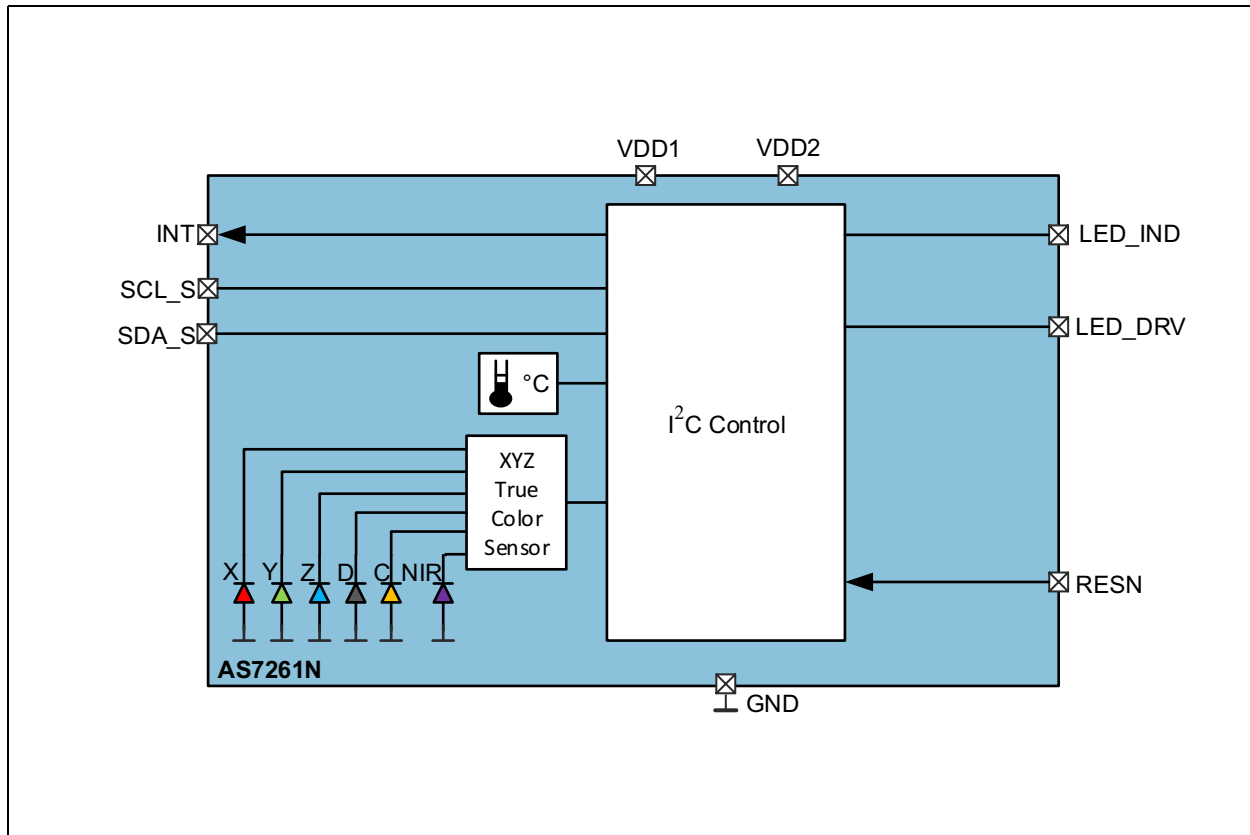 VDD1 VDD2
INT
LED_IND
SCL_S
SDA_S
LED_DRV
°C
I²C Control
XYZ
True
Color
Sensor
X Y Z D C NIR
RESN
AS7261N
GND